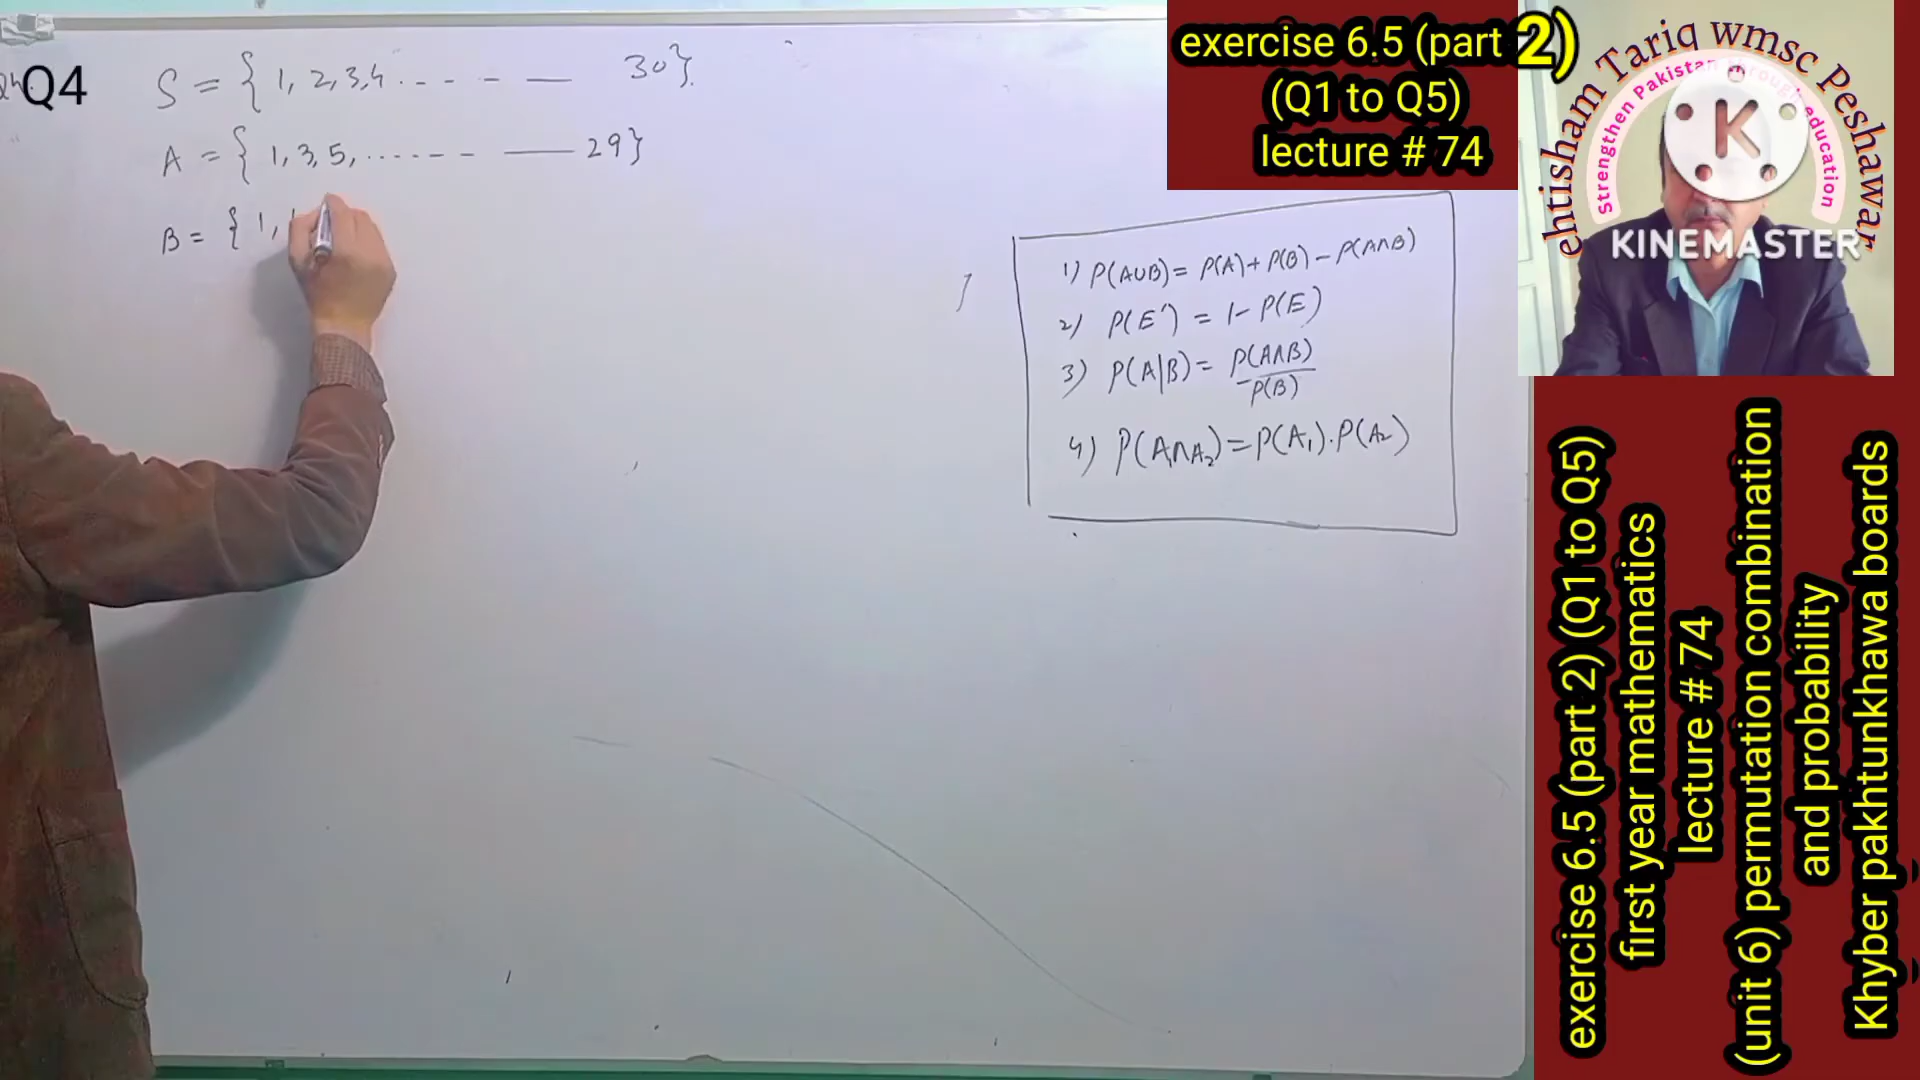 Q4
S = { 1, 2, 3, 4 . - - - — 30}.
A = { 1, 3, 5, ...... - - —— 29}
B = { 1, 1
1) P(A∪B) = P(A) + P(B) – P(A∩B)
2) P(E') = 1 - P(E)
3) P(A|B) = P(A∩B)
P(B)
4) P(A₁∩A₂) = P(A₁).P(A₂)
exercise 6.5 (part 2)
(Q1 to Q5)
lecture # 74
ehtisham Tariq wmsc Peshawar
Strengthen Pakistan through education
K
KINEMASTER
exercise 6.5 (part 2) (Q1 to Q5)
first year mathematics
lecture # 74
(unit 6) permutation combination
and probability
Khyber pakhtunkhawa boards